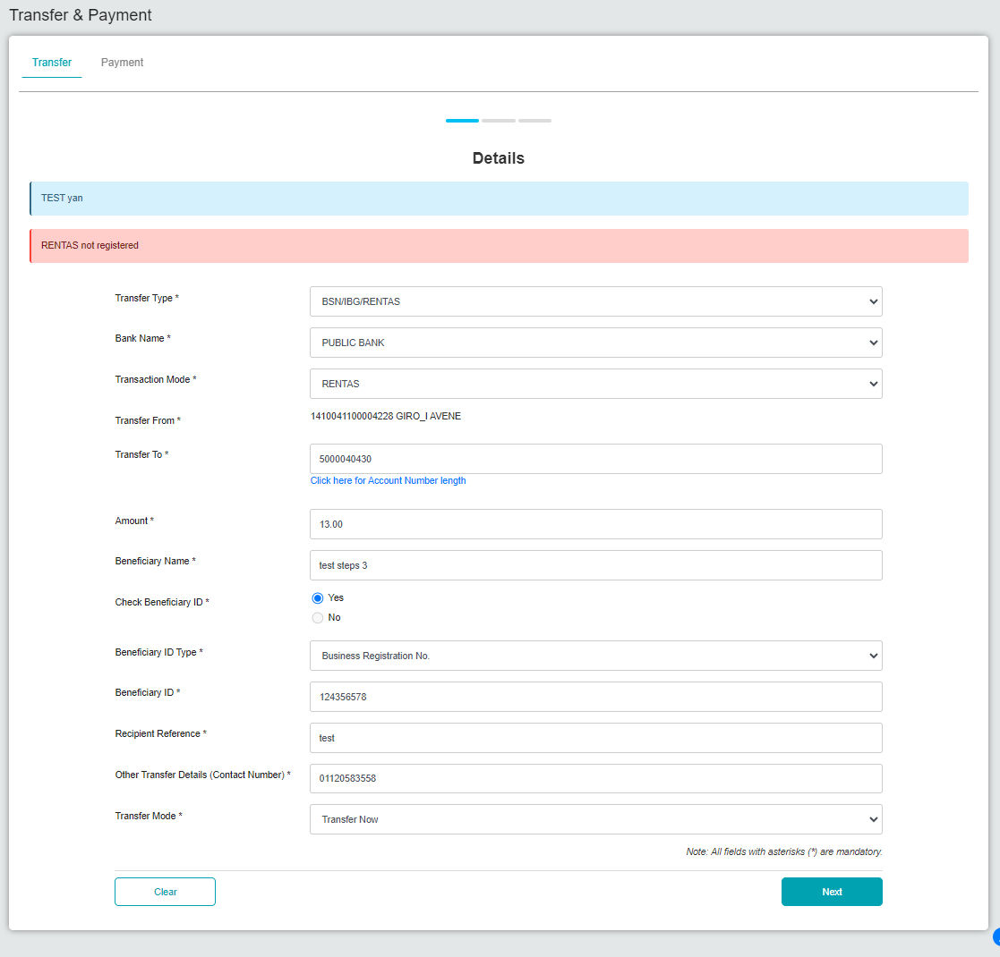 Transfer & Payment
Transfer Payment
Details
TEST yan
RENTAS not registered
Transfer Type * BSN/IBG/RENTAS
Bank Name * PUBLIC BANK
Transaction Mode * RENTAS
Transfer From * 1410041100004228 GIRO_I AVENE
Transfer To * 5000040430
Click here for Account Number length
Amount * 13.00
Beneficiary Name * test steps 3
Check Beneficiary ID * Yes
No
Beneficiary ID Type * Business Registration No.
Beneficiary ID * 124356578
Recipient Reference * test
Other Transfer Details (Contact Number) * 01120583558
Transfer Mode * Transfer Now
Note: All fields with asterisks (*) are mandatory.
Clear Next